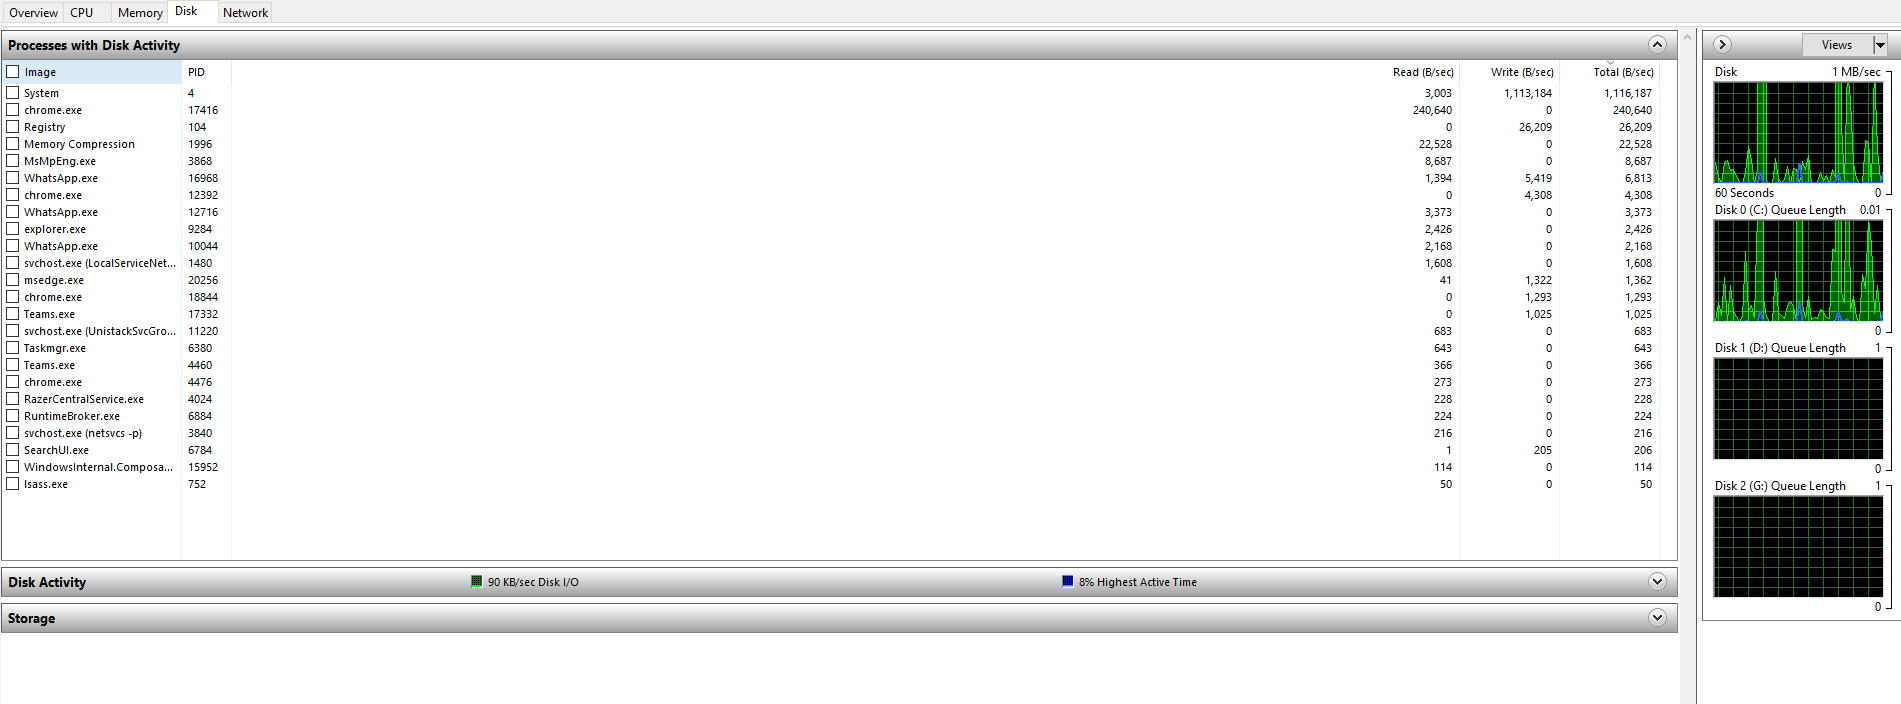 Overview CPU Memory Disk Network
Processes with Disk Activity
Image PID Read (B/sec) Write (B/sec) Total (B/sec)
System 4 3,003 1,113,184 1,116,187
chrome.exe 17416 240,640 0 240,640
Registry 104 0 26,209 26,209
Memory Compression 1996 22,528 0 22,528
MsMpEng.exe 3868 8,687 0 8,687
WhatsApp.exe 16968 1,394 5,419 6,813
chrome.exe 12392 0 4,308 4,308
WhatsApp.exe 12716 3,373 0 3,373
explorer.exe 9284 2,426 0 2,426
WhatsApp.exe 10044 2,168 0 2,168
svchost.exe (LocalServiceNet... 1480 1,608 0 1,608
msedge.exe 20256 41 1,322 1,362
chrome.exe 18844 0 1,293 1,293
Teams.exe 17332 0 1,025 1,025
svchost.exe (UnistackSvcGro... 11220 683 0 683
Taskmgr.exe 6380 643 0 643
Teams.exe 4460 366 0 366
chrome.exe 4476 273 0 273
RazerCentralService.exe 4024 228 0 228
RuntimeBroker.exe 6884 224 0 224
svchost.exe (netsvcs -p) 3840 216 0 216
SearchUI.exe 6784 1 205 206
WindowsInternal.Composa... 15952 114 0 114
lsass.exe 752 50 0 50
Disk Activity 90 KB/sec Disk I/O 8% Highest Active Time
Storage
Views
Disk 1 MB/sec
60 Seconds 0
Disk 0 (C:) Queue Length 0.01
0
Disk 1 (D:) Queue Length 1
0
Disk 2 (G:) Queue Length 1
0